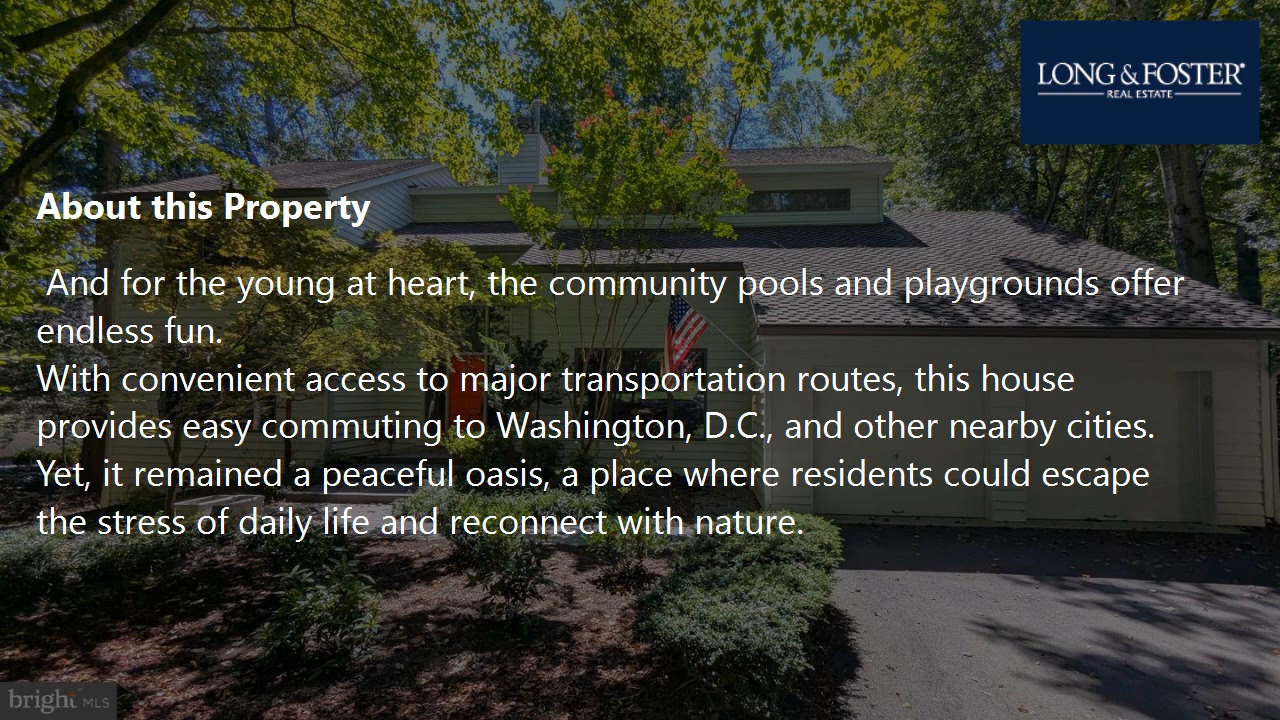 LONG & FOSTER®
REAL ESTATE
About this Property
And for the young at heart, the community pools and playgrounds offer
endless fun.
With convenient access to major transportation routes, this house
provides easy commuting to Washington, D.C., and other nearby cities.
Yet, it remained a peaceful oasis, a place where residents could escape
the stress of daily life and reconnect with nature.
bright MLS